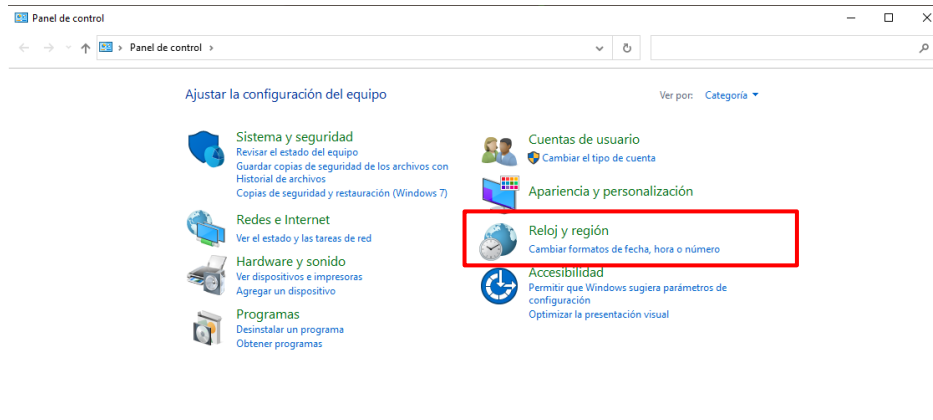 Panel de control
Panel de control
Ajustar la configuración del equipo
Ver por: Categoría
Sistema y seguridad
Revisar el estado del equipo
Guardar copias de seguridad de los archivos con
Historial de archivos
Copias de seguridad y restauración (Windows 7)
Redes e Internet
Ver el estado y las tareas de red
Hardware y sonido
Ver dispositivos e impresoras
Agregar un dispositivo
Programas
Desinstalar un programa
Obtener programas
Cuentas de usuario
Cambiar el tipo de cuenta
Apariencia y personalización
Reloj y región
Cambiar formatos de fecha, hora o número
Accesibilidad
Permitir que Windows sugiera parámetros de
configuración
Optimizar la presentación visual